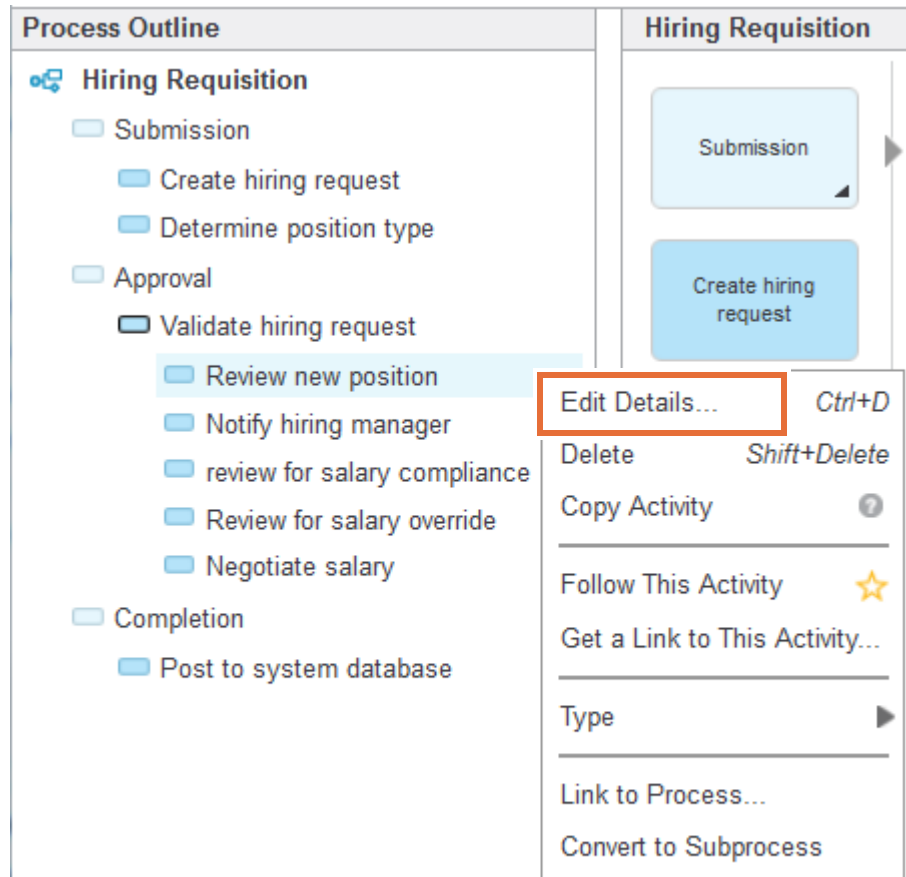 Process Outline
Hiring Requisition
Submission
Create hiring request
Determine position type
Approval
Validate hiring request
Review new position
Notify hiring manager
review for salary compliance
Review for salary override
Negotiate salary
Completion
Post to system database
Hiring Requisition
Submission
Create hiring
request
Edit Details... Ctrl+D
Delete Shift+Delete
Copy Activity ?
Follow This Activity
Get a Link to This Activity...
Type
Link to Process...
Convert to Subprocess